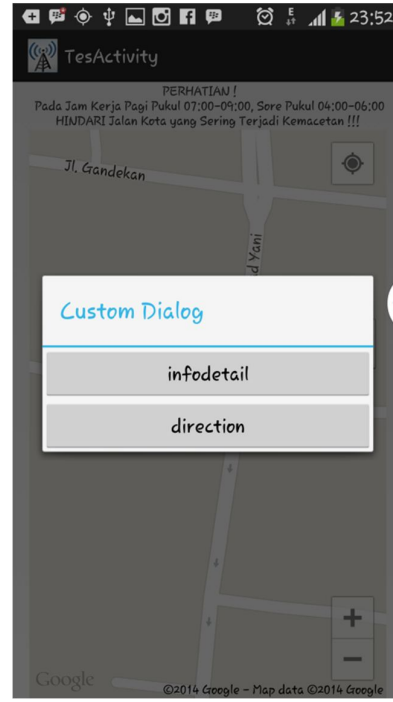 E
23:52
TesActivity
PERHATIAN !
Pada Jam Kerja Pagi Pukul 07:00-09:00, Sore Pukul 04:00-06:00
HINDARI Jalan Kota yang Sering Terjadi Kemacetan !!!
Jl. Gandekan
d Yani
Custom Dialog
infodetail
direction
+
−
Google
©2014 Google - Map data ©2014 Google